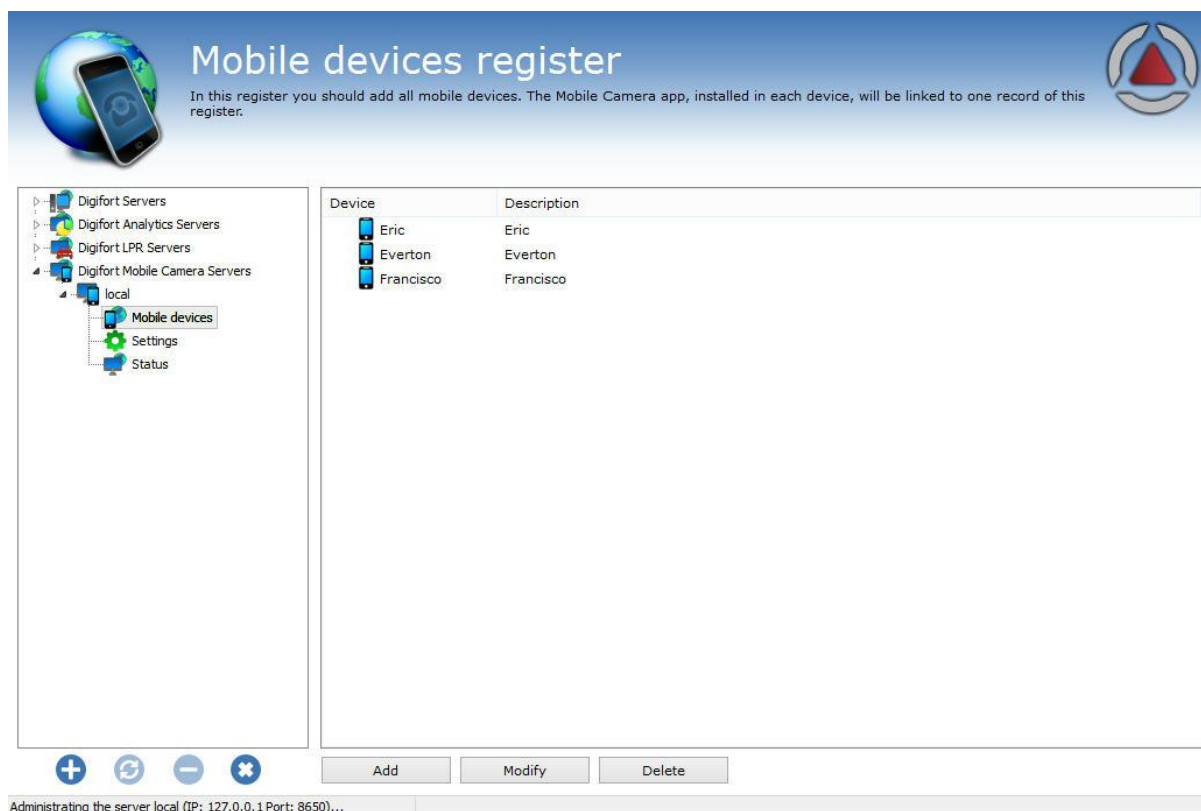 Mobile devices register
In this register you should add all mobile devices. The Mobile Camera app, installed in each device, will be linked to one record of this
register.
Digifort Servers
Digifort Analytics Servers
Digifort LPR Servers
Digifort Mobile Camera Servers
local
Mobile devices
Settings
Status
Device Description
Eric Eric
Everton Everton
Francisco Francisco
Add Modify Delete
Administrating the server local (IP: 127.0.0.1 Port: 8650)...